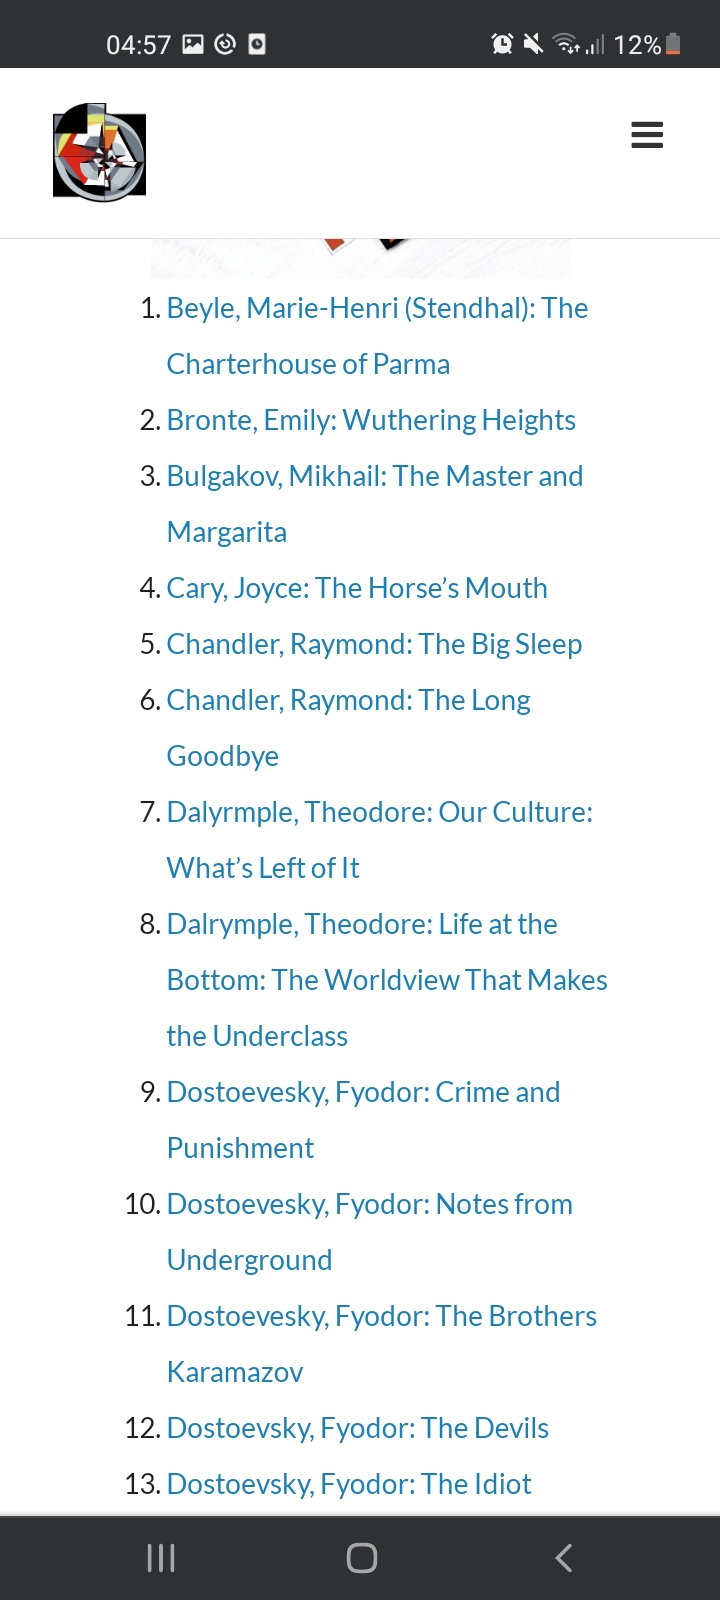 04:57
12%
1. Beyle, Marie-Henri (Stendhal): The
Charterhouse of Parma
2. Bronte, Emily: Wuthering Heights
3. Bulgakov, Mikhail: The Master and
Margarita
4. Cary, Joyce: The Horse’s Mouth
5. Chandler, Raymond: The Big Sleep
6. Chandler, Raymond: The Long
Goodbye
7. Dalyrmple, Theodore: Our Culture:
What’s Left of It
8. Dalrymple, Theodore: Life at the
Bottom: The Worldview That Makes
the Underclass
9. Dostoevesky, Fyodor: Crime and
Punishment
10. Dostoevesky, Fyodor: Notes from
Underground
11. Dostoevesky, Fyodor: The Brothers
Karamazov
12. Dostoevsky, Fyodor: The Devils
13. Dostoevsky, Fyodor: The Idiot